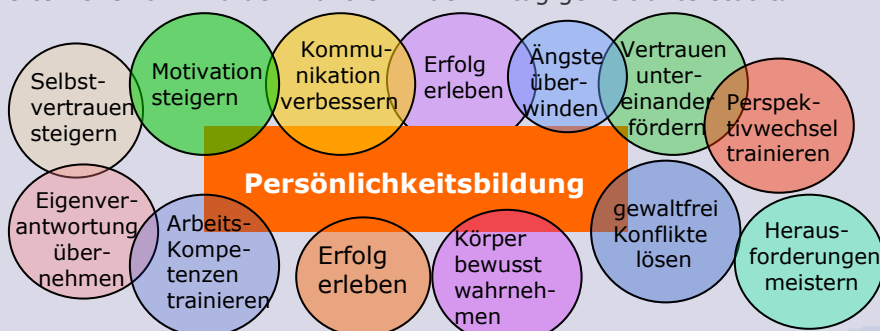 Selbst-
vertrauen
steigern
Motivation
steigern
Kommu-
nikation
verbessern
Erfolg
erleben
Ängste
über-
winden
Vertrauen
unter-
einander
fördern
Perspek-
tivwechsel
trainieren
Persönlichkeitsbildung
Eigenver-
antwortung
über-
nehmen
Arbeits-
Kompe-
tenzen
trainieren
Erfolg
erleben
Körper
bewusst
wahrneh-
men
gewaltfrei
Konflikte
lösen
Heraus-
forderungen
meistern